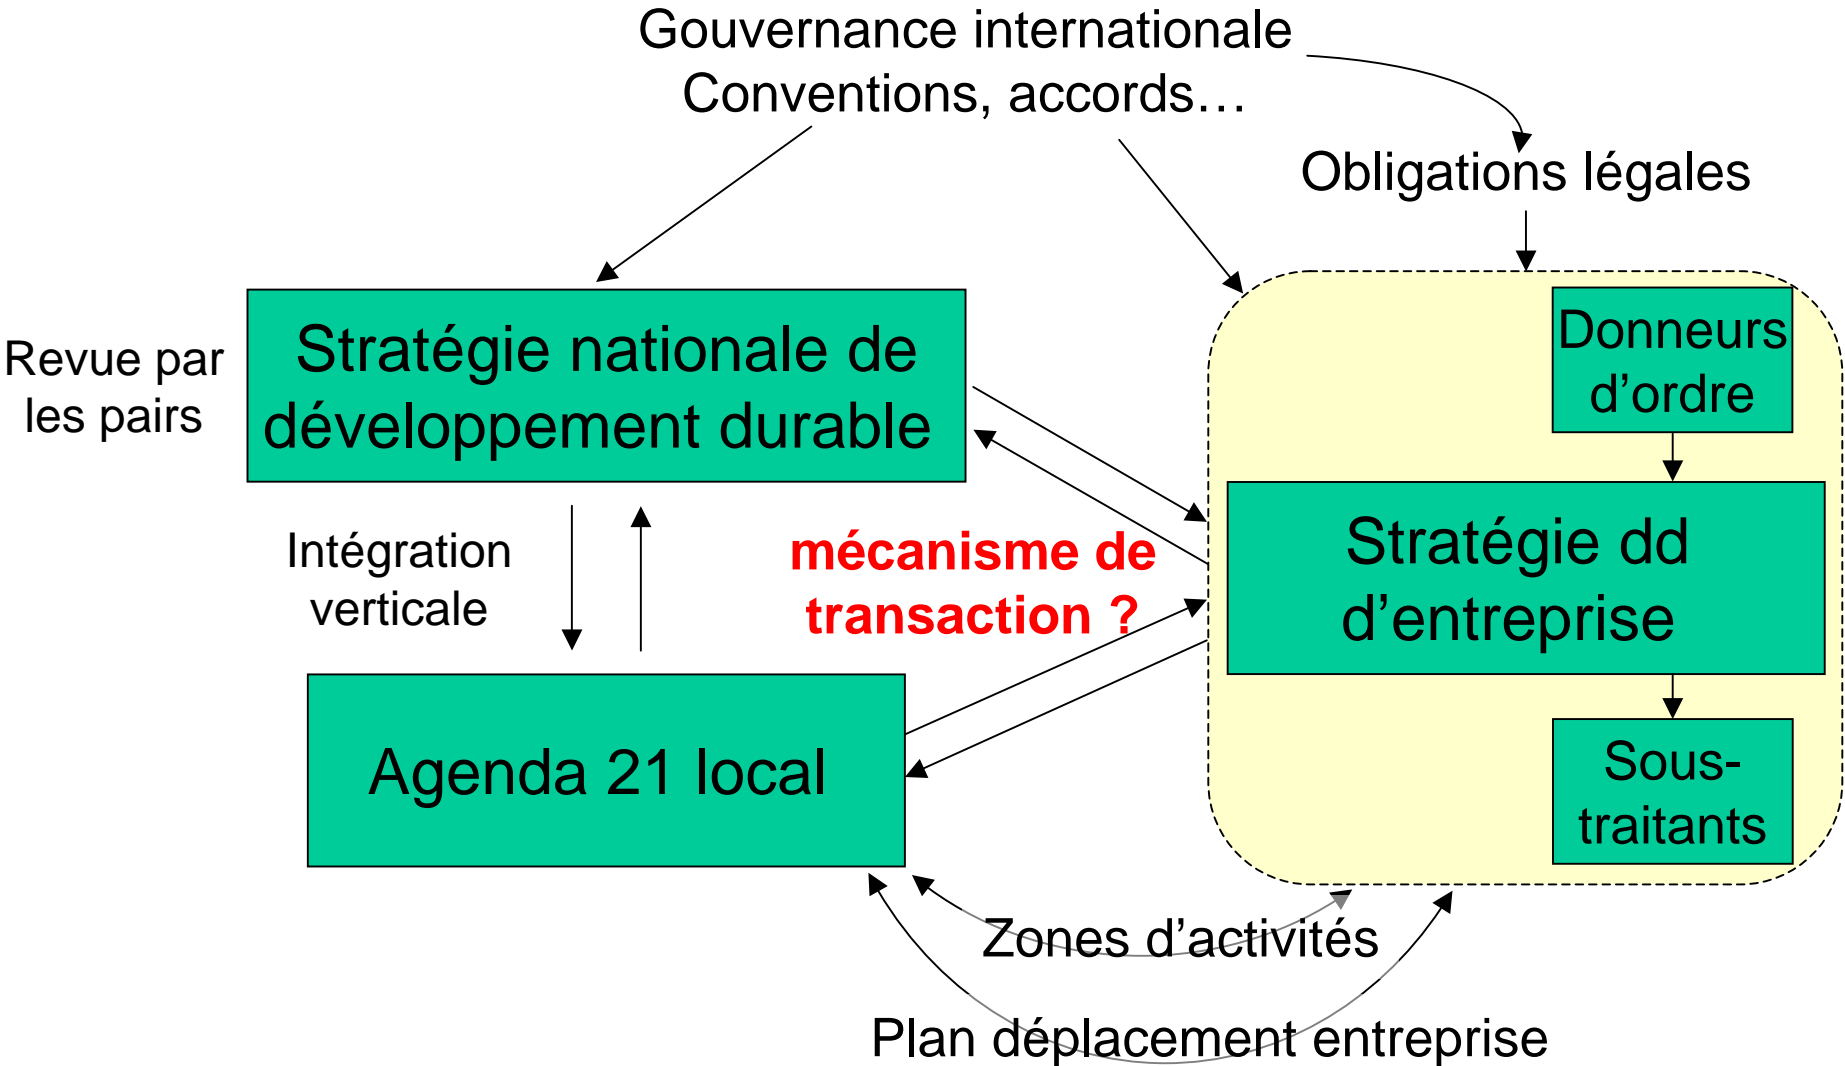 Gouvernance internationale
Conventions, accords…
Obligations légales
Revue par
les pairs
Stratégie nationale de
développement durable
Donneurs
d’ordre
Intégration
verticale
mécanisme de
transaction ?
Stratégie dd
d’entreprise
Agenda 21 local
Sous-
traitants
Zones d’activités
Plan déplacement entreprise